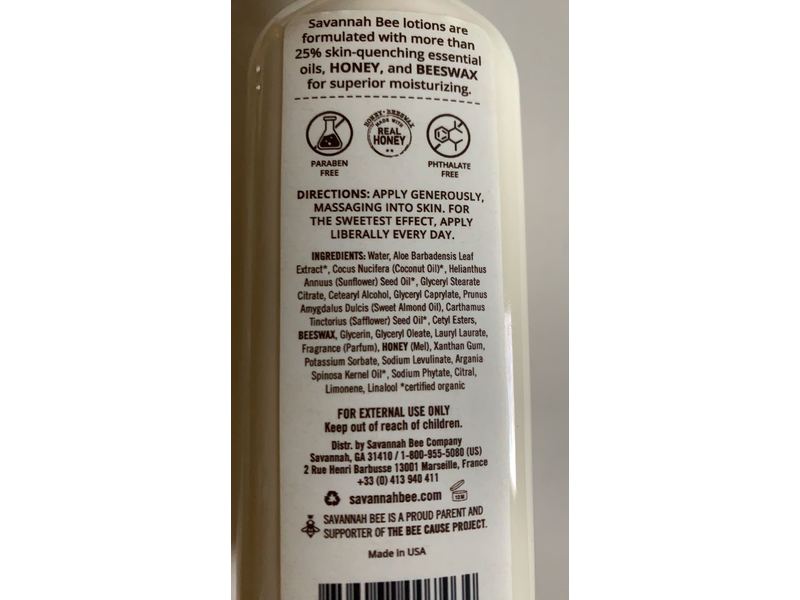 Savannah Bee lotions are
formulated with more than
25% skin-quenching essential
oils, HONEY, and BEESWAX
for superior moisturizing.
HONEY • BEESWAX
MADE WITH
REAL
HONEY
PARABEN
FREE
PHTHALATE
FREE
DIRECTIONS: APPLY GENEROUSLY,
MASSAGING INTO SKIN. FOR
THE SWEETEST EFFECT, APPLY
LIBERALLY EVERY DAY.
INGREDIENTS: Water, Aloe Barbadensis Leaf
Extract*, Cocus Nucifera (Coconut Oil)*, Helianthus
Annuus (Sunflower) Seed Oil*, Glyceryl Stearate
Citrate, Cetearyl Alcohol, Glyceryl Caprylate, Prunus
Amygdalus Dulcis (Sweet Almond Oil), Carthamus
Tinctorius (Safflower) Seed Oil*, Cetyl Esters,
BEESWAX, Glycerin, Glyceryl Oleate, Lauryl Laurate,
Fragrance (Parfum), HONEY (Mel), Xanthan Gum,
Potassium Sorbate, Sodium Levulinate, Argania
Spinosa Kernel Oil*, Sodium Phytate, Citral,
Limonene, Linalool *certified organic
FOR EXTERNAL USE ONLY
Keep out of reach of children.
Distr. by Savannah Bee Company
Savannah, GA 31410 / 1-800-955-5080 (US)
2 Rue Henri Barbusse 13001 Marseille, France
+33 (0) 413 940 411
savannahbee.com
12 M
SAVANNAH BEE IS A PROUD PARENT AND
SUPPORTER OF THE BEE CAUSE PROJECT.
Made in USA